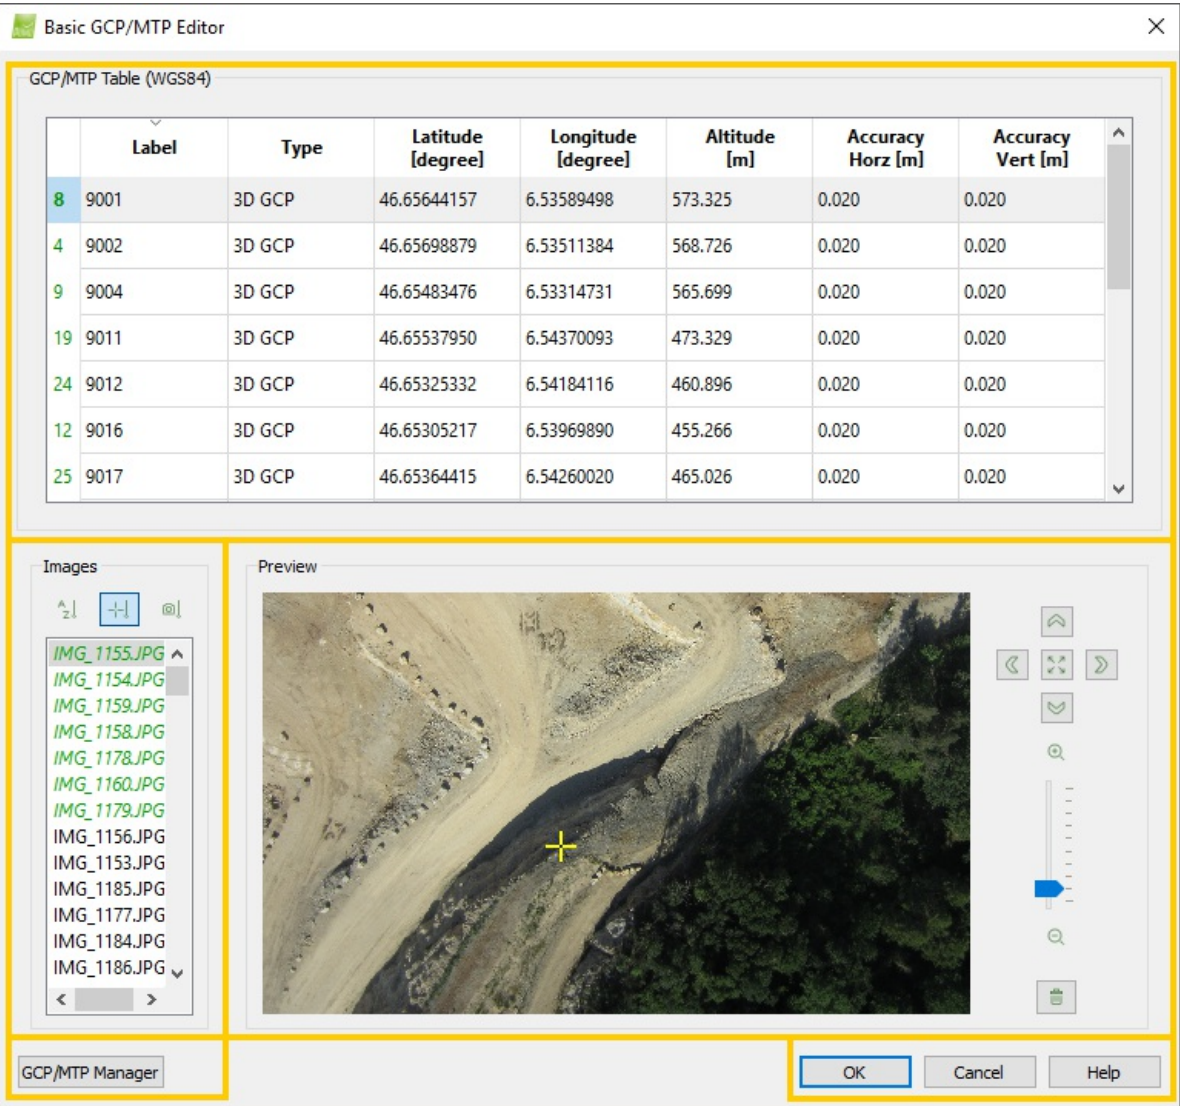 Basic GCP/MTP Editor
GCP/MTP Table (WGS84)
Label Type Latitude [degree] Longitude [degree] Altitude [m] Accuracy Horz [m] Accuracy Vert [m]
8 9001 3D GCP 46.65644157 6.53589498 573.325 0.020 0.020
4 9002 3D GCP 46.65698879 6.53511384 568.726 0.020 0.020
9 9004 3D GCP 46.65483476 6.53314731 565.699 0.020 0.020
19 9011 3D GCP 46.65537950 6.54370093 473.329 0.020 0.020
24 9012 3D GCP 46.65325332 6.54184116 460.896 0.020 0.020
12 9016 3D GCP 46.65305217 6.53969890 455.266 0.020 0.020
25 9017 3D GCP 46.65364415 6.54260020 465.026 0.020 0.020
Images
IMG_1155.JPG
IMG_1154.JPG
IMG_1159.JPG
IMG_1158.JPG
IMG_1178.JPG
IMG_1160.JPG
IMG_1179.JPG
IMG_1156.JPG
IMG_1153.JPG
IMG_1185.JPG
IMG_1177.JPG
IMG_1184.JPG
IMG_1186.JPG
Preview
GCP/MTP Manager
OK Cancel Help